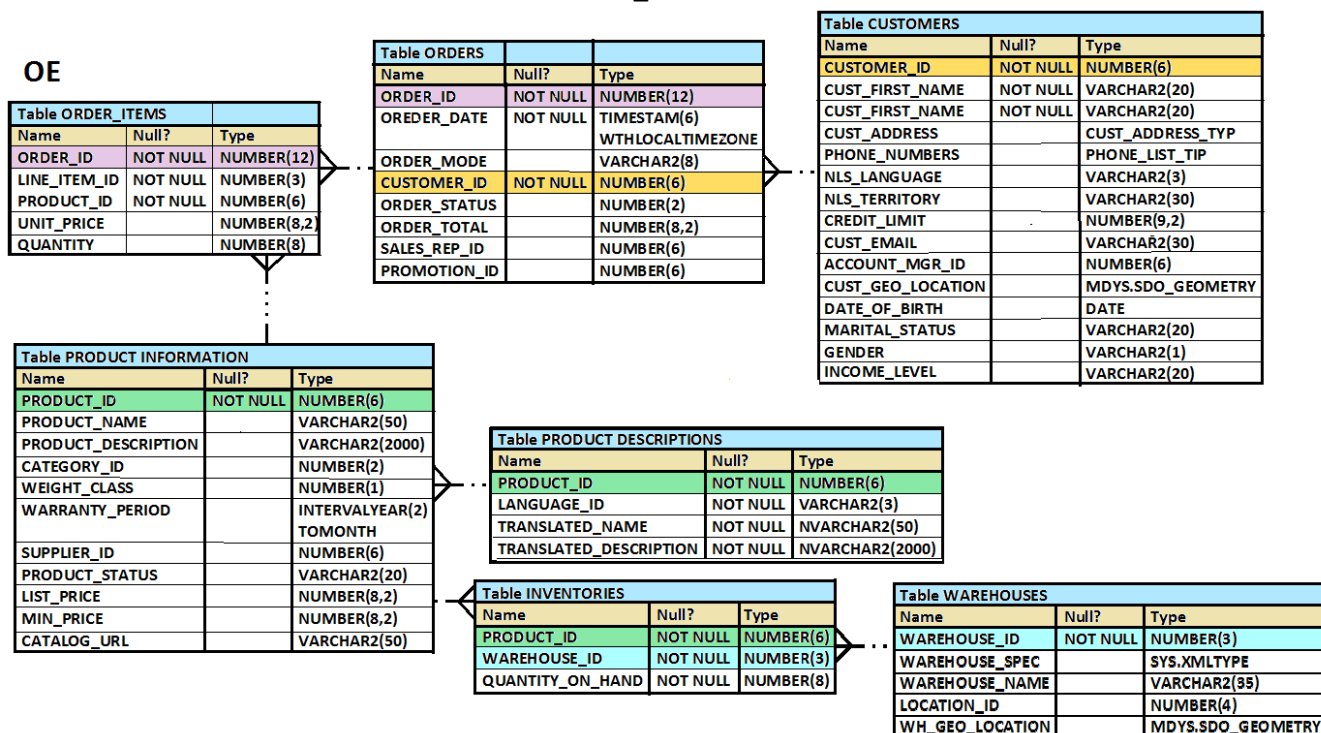 OE
Table ORDER_ITEMS
Name Null? Type
ORDER_ID NOT NULL NUMBER(12)
LINE_ITEM_ID NOT NULL NUMBER(3)
PRODUCT_ID NOT NULL NUMBER(6)
UNIT_PRICE NUMBER(8,2)
QUANTITY NUMBER(8)
Table ORDERS
Name Null? Type
ORDER_ID NOT NULL NUMBER(12)
OREDER_DATE NOT NULL TIMESTAM(6)
WTHLOCALTIMEZONE
ORDER_MODE VARCHAR2(8)
CUSTOMER_ID NOT NULL NUMBER(6)
ORDER_STATUS NUMBER(2)
ORDER_TOTAL NUMBER(8,2)
SALES_REP_ID NUMBER(6)
PROMOTION_ID NUMBER(6)
Table CUSTOMERS
Name Null? Type
CUSTOMER_ID NOT NULL NUMBER(6)
CUST_FIRST_NAME NOT NULL VARCHAR2(20)
CUST_FIRST_NAME NOT NULL VARCHAR2(20)
CUST_ADDRESS CUST_ADDRESS_TYP
PHONE_NUMBERS PHONE_LIST_TIP
NLS_LANGUAGE VARCHAR2(3)
NLS_TERRITORY VARCHAR2(30)
CREDIT_LIMIT NUMBER(9,2)
CUST_EMAIL VARCHAR2(30)
ACCOUNT_MGR_ID NUMBER(6)
CUST_GEO_LOCATION MDYS.SDO_GEOMETRY
DATE_OF_BIRTH DATE
MARITAL_STATUS VARCHAR2(20)
GENDER VARCHAR2(1)
INCOME_LEVEL VARCHAR2(20)
Table PRODUCT INFORMATION
Name Null? Type
PRODUCT_ID NOT NULL NUMBER(6)
PRODUCT_NAME VARCHAR2(50)
PRODUCT_DESCRIPTION VARCHAR2(2000)
CATEGORY_ID NUMBER(2)
WEIGHT_CLASS NUMBER(1)
WARRANTY_PERIOD INTERVALYEAR(2)
TOMONTH
SUPPLIER_ID NUMBER(6)
PRODUCT_STATUS VARCHAR2(20)
LIST_PRICE NUMBER(8,2)
MIN_PRICE NUMBER(8,2)
CATALOG_URL VARCHAR2(50)
Table PRODUCT DESCRIPTIONS
Name Null? Type
PRODUCT_ID NOT NULL NUMBER(6)
LANGUAGE_ID NOT NULL VARCHAR2(3)
TRANSLATED_NAME NOT NULL NVARCHAR2(50)
TRANSLATED_DESCRIPTION NOT NULL NVARCHAR2(2000)
Table INVENTORIES
Name Null? Type
PRODUCT_ID NOT NULL NUMBER(6)
WAREHOUSE_ID NOT NULL NUMBER(3)
QUANTITY_ON_HAND NOT NULL NUMBER(8)
Table WAREHOUSES
Name Null? Type
WAREHOUSE_ID NOT NULL NUMBER(3)
WAREHOUSE_SPEC SYS.XMLTYPE
WAREHOUSE_NAME VARCHAR2(35)
LOCATION_ID NUMBER(4)
WH_GEO_LOCATION MDYS.SDO_GEOMETRY